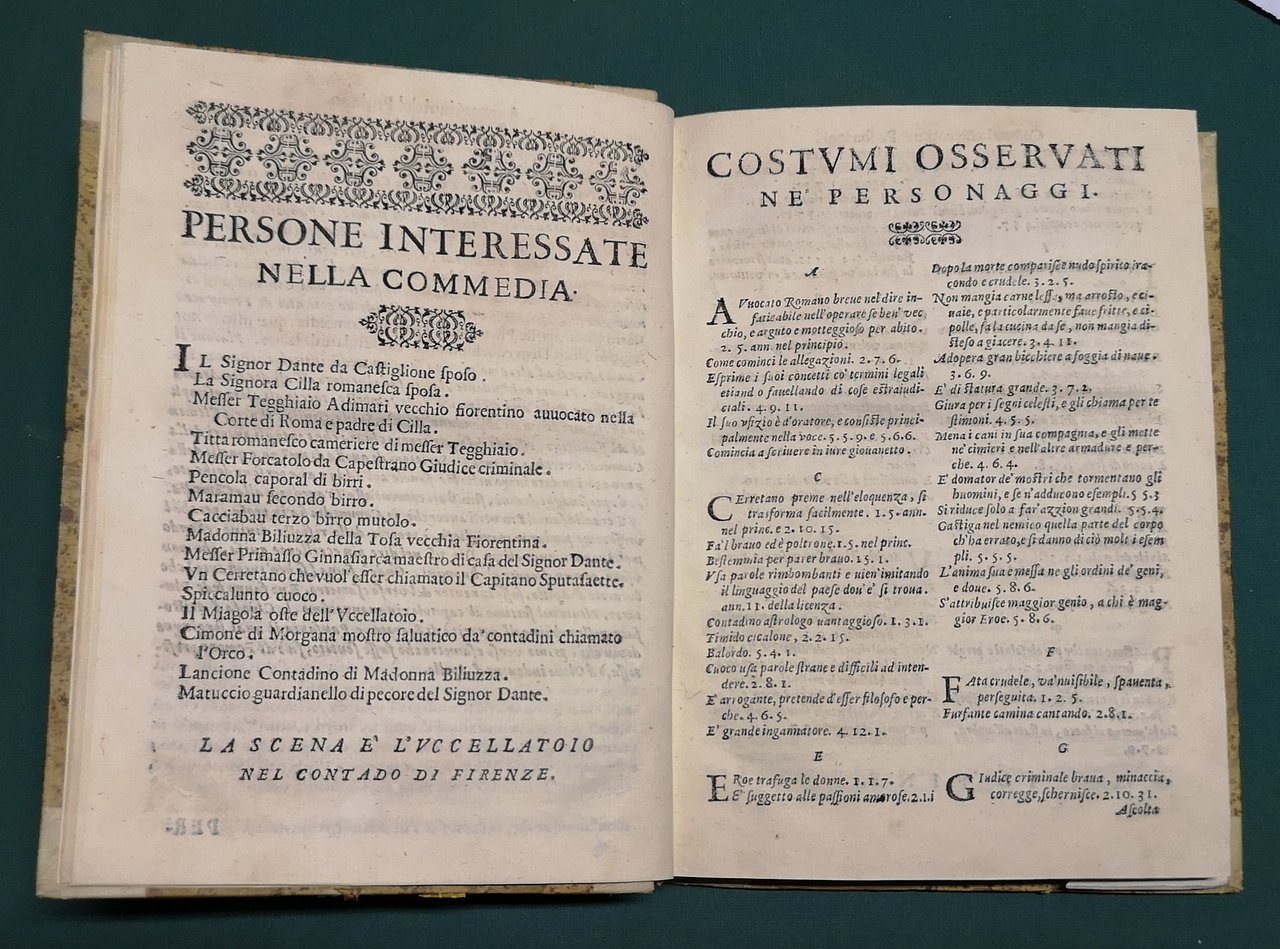 PERSONE INTERESSATE
NELLA COMMEDIA.
IL Signor Dante da Caſtiglione ſpoſo.
La Signora Cilla romaneſca ſpoſa.
Meſſer Tegghiaio Adimari vecchio fiorentino auuocato nella
Corte di Roma e padre di Cilla.
Titta romaneſco cameriere di meſſer Tegghiaio.
Meſſer Forcatolo da Capeſtrano Giudice criminale.
Pencola caporal di birri.
Maramau ſecondo birro.
Cacciabau terzo birro mutolo.
Madonna Biliuzza della Toſa vecchia Fiorentina.
Meſſer Primaſſo Ginnaſiarca maeſtro di caſa del Signor Dante.
Vn Cerretano che vuol'eſſer chiamato il Capitano Sputaſaette.
Spiccalunto cuoco.
Il Miagola oſte dell'Vccellatoio.
Cimone di Morgana moſtro ſaluatico da'contadini chiamato
l'Orco.
Lancione Contadino di Madonna Biliuzza.
Matuccio guardianello di pecore del Signor Dante.
LA SCENA E' L'VCCELLATOIO
NEL CONTADO DI FIRENZE.
COSTVMI OSSERVATI
NE' PERSONAGGI.
A
AVuocato Romano breue nel dire in-
faticabile nell'operare ſe ben' vec
chio, e arguto e motteggioſo per abito.
2. 5. ann. nel principio.
Come cominci le allegazioni. 2. 7. 6.
Eſprime i ſuoi concetti co' termini legali
etiand o fauellando di coſe eſtraiudi-
ciali. 4. 9. 11.
Il ſuo vfizio è d'oratore, e conſiſte princi-
palmente nella voce. 5. 5. 9. e 5. 6. 6.
Comincia a ſcriuere in iure giouanetto.
C
CErretano preme nell'eloquenza, ſi
trasforma facilmente. 1. 5. ann.
nel princ. e 2. 10. 15.
Fa'l brauo ed è poltrone. 1. 5. nel princ.
Beſtemmia per parer brauo. 1 5. 1.
Vſa parole rimbombanti e uien'imitando
il linguaggio del paeſe dou'e' ſi troua.
ann. 11. della licenza.
Contadino aſtrologo uantaggioſo. 1. 3. 1.
Timido cicalone, 2. 2. 15.
Balordo. 5. 4. 1.
Cuoco uſa parole ſtrane e difficili ad inten-
dere. 2. 8. 1.
E' arrogante, pretende d'eſſer filoſofo e per-
che. 4. 6. 5.
E' grande ingannatore. 4. 12. 1.
E
ERoe trafuga le donne. 1. 1. 7.
E' ſuggetto alle paſſioni amoroſe. 2. 1. i
Dopo la morte compariſce nudo ſpirito ira-
condo e crudele. 3. 2. 5.
Non mangia carne leſſa, ma arroſto, e ci-
uaie, e particolarmente faue fritte, e ci-
polle, fa la cucina da ſe, non mangia di-
ſteſo a giacere. 3. 4. 11.
Adopera gran bicchiere a foggia di naue.
3. 6. 9.
E' di ſtatura grande. 3. 7. 2.
Giura per i ſegni celeſti, e gli chiama per te
ſtimoni. 4. 5. 5.
Mena i cani in ſua compagnia, e gli mette
ne' cimieri e nell'altre armadure e per-
che. 4. 6. 4.
E' domator de' moſtri che tormentano gli
huomini, e ſe n'adducono eſempli. 5 5. 3
Si riduce ſolo a far'azzion grandi. 5. 5. 4.
Gaſtiga nel nemico quella parte del corpo
ch'ha errato, e ſi danno di ciò molt i eſem
pli. 5. 5. 5.
L'anima ſua e meſſa ne gli ordini de' geni,
e doue. 5. 8. 6.
S'attribuiſce maggior genio, a chi è mag-
gior Eroe. 5. 8. 6.
F
FAta crudele, va'nuiſibile, ſpauenta,
perſeguita. 1. 2. 5.
Furfante camina cantando. 2. 8. 1.
G
GIudice criminale braua, minaccia,
corregge, ſcherniſce. 2. 10. 31.
Aſcolta